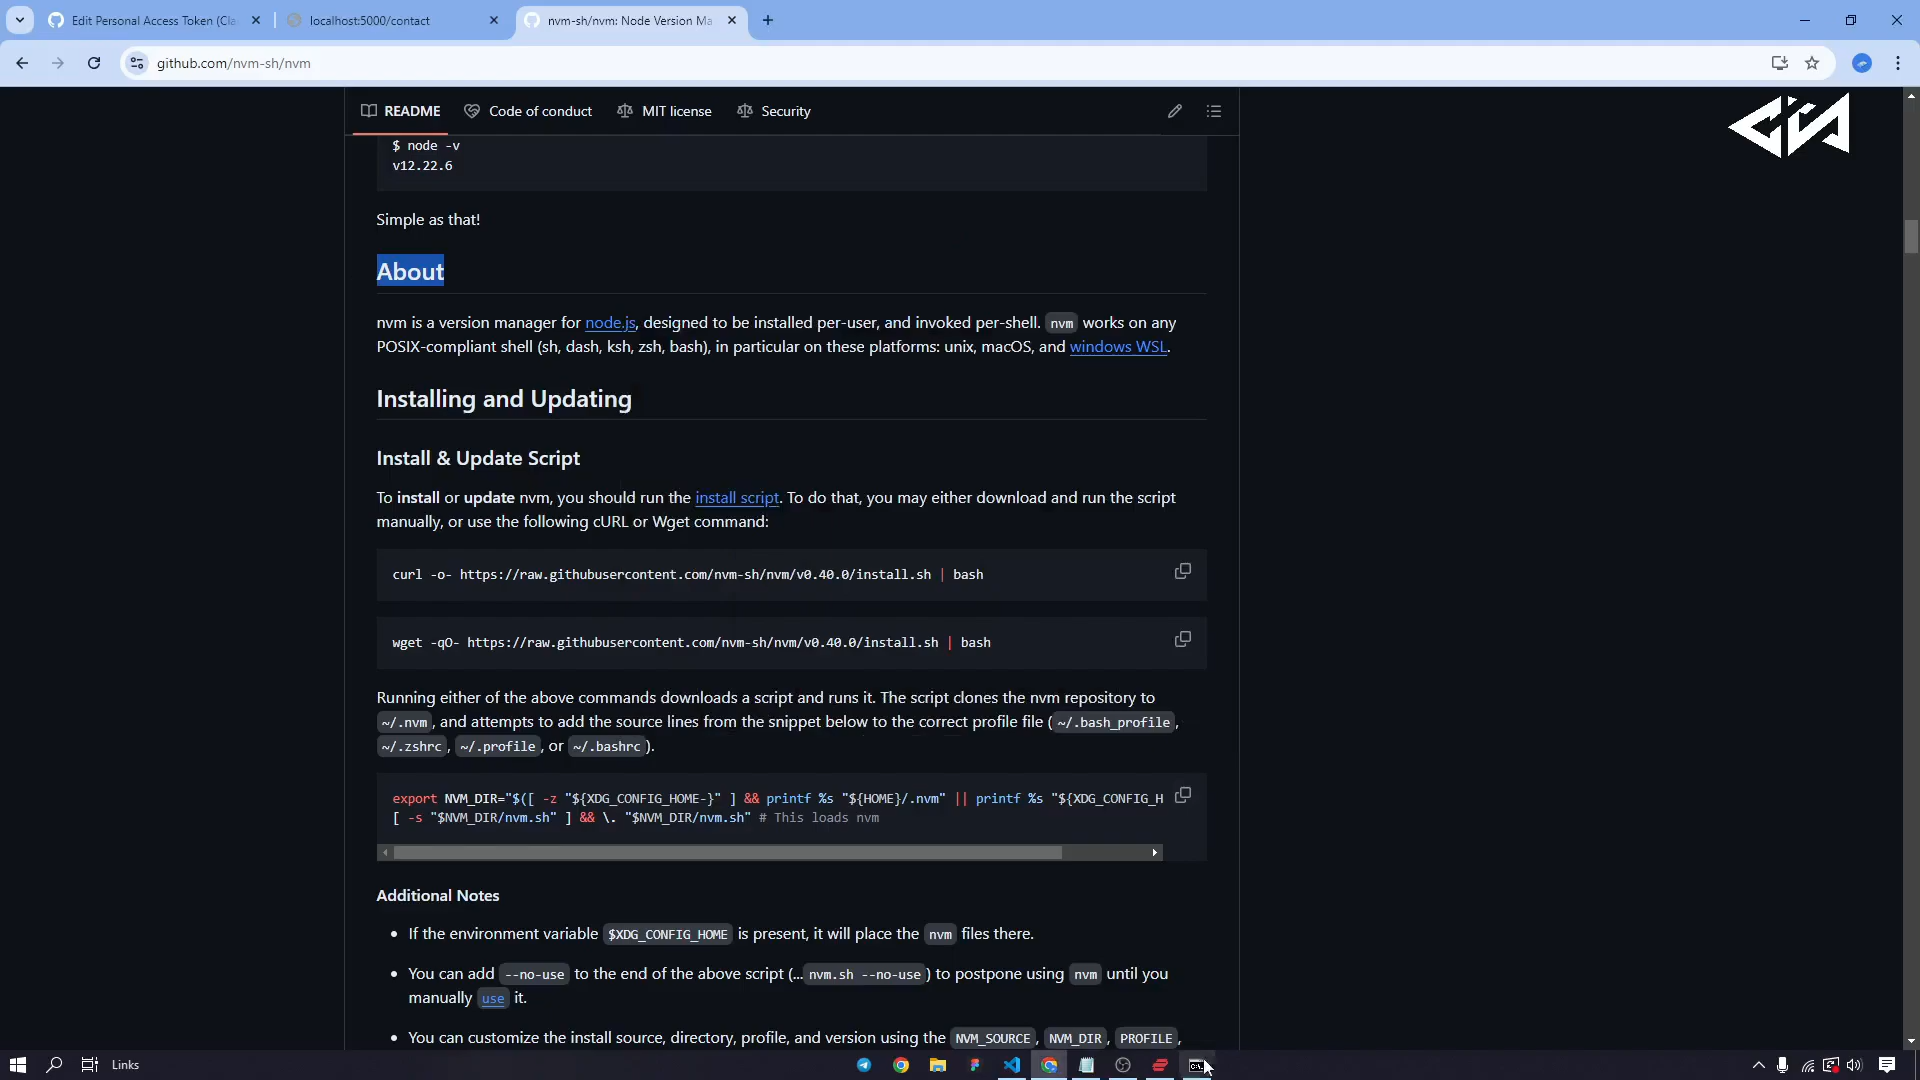 Edit Personal Access Token (Cla
localhost:5000/contact
nvm-sh/nvm: Node Version Ma
github.com/nvm-sh/nvm
README
Code of conduct
MIT license
Security
$ node -v
v12.22.6
Simple as that!
About
nvm is a version manager for node.js, designed to be installed per-user, and invoked per-shell. nvm works on any
POSIX-compliant shell (sh, dash, ksh, zsh, bash), in particular on these platforms: unix, macOS, and windows WSL.
Installing and Updating
Install & Update Script
To install or update nvm, you should run the install script. To do that, you may either download and run the script
manually, or use the following cURL or Wget command:
curl -o- https://raw.githubusercontent.com/nvm-sh/nvm/v0.40.0/install.sh | bash
wget -qO- https://raw.githubusercontent.com/nvm-sh/nvm/v0.40.0/install.sh | bash
Running either of the above commands downloads a script and runs it. The script clones the nvm repository to
~/.nvm, and attempts to add the source lines from the snippet below to the correct profile file (~/.bash_profile,
~/.zshrc, ~/.profile, or ~/.bashrc).
export NVM_DIR="$([ -z "${XDG_CONFIG_HOME-}" ] && printf %s "${HOME}/.nvm" || printf %s "${XDG_CONFIG_H
[ -s "$NVM_DIR/nvm.sh" ] && \. "$NVM_DIR/nvm.sh" # This loads nvm
Additional Notes
• If the environment variable $XDG_CONFIG_HOME is present, it will place the nvm files there.
• You can add --no-use to the end of the above script (... nvm.sh --no-use) to postpone using nvm until you
manually use it.
• You can customize the install source, directory, profile, and version using the NVM_SOURCE, NVM_DIR, PROFILE,
Links